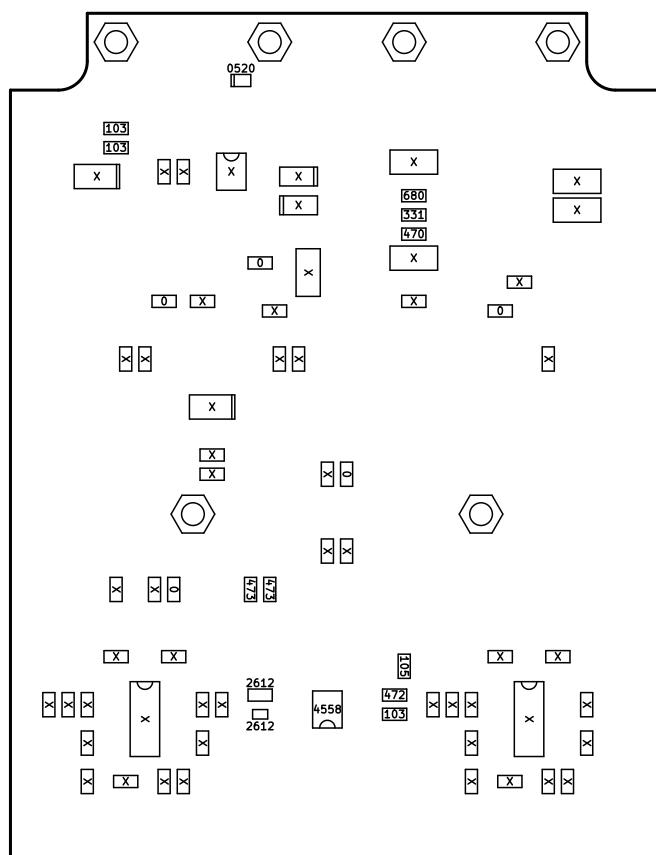 0520
103
103
X X X X X X
X X X
680
331
470
0 X X
X
0 X X X 0
X X X X X
X
X
X X 0
X X
X X 0 473 473
X X X X
105
2612
X X X X X 472 X X X X
X 4558 X
2612 103
X X X X
X X X X X X X X